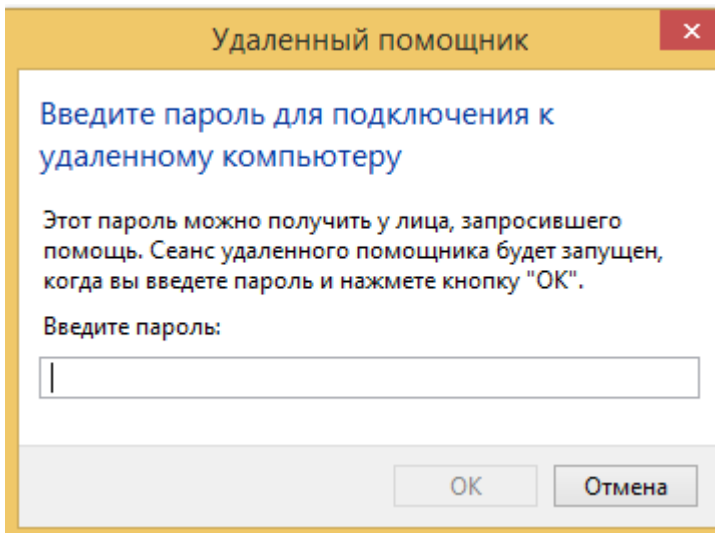 Удаленный помощник
Введите пароль для подключения к
удаленному компьютеру
Этот пароль можно получить у лица, запросившего
помощь. Сеанс удаленного помощника будет запущен,
когда вы введете пароль и нажмете кнопку "ОК".
Введите пароль:
ОК
Отмена